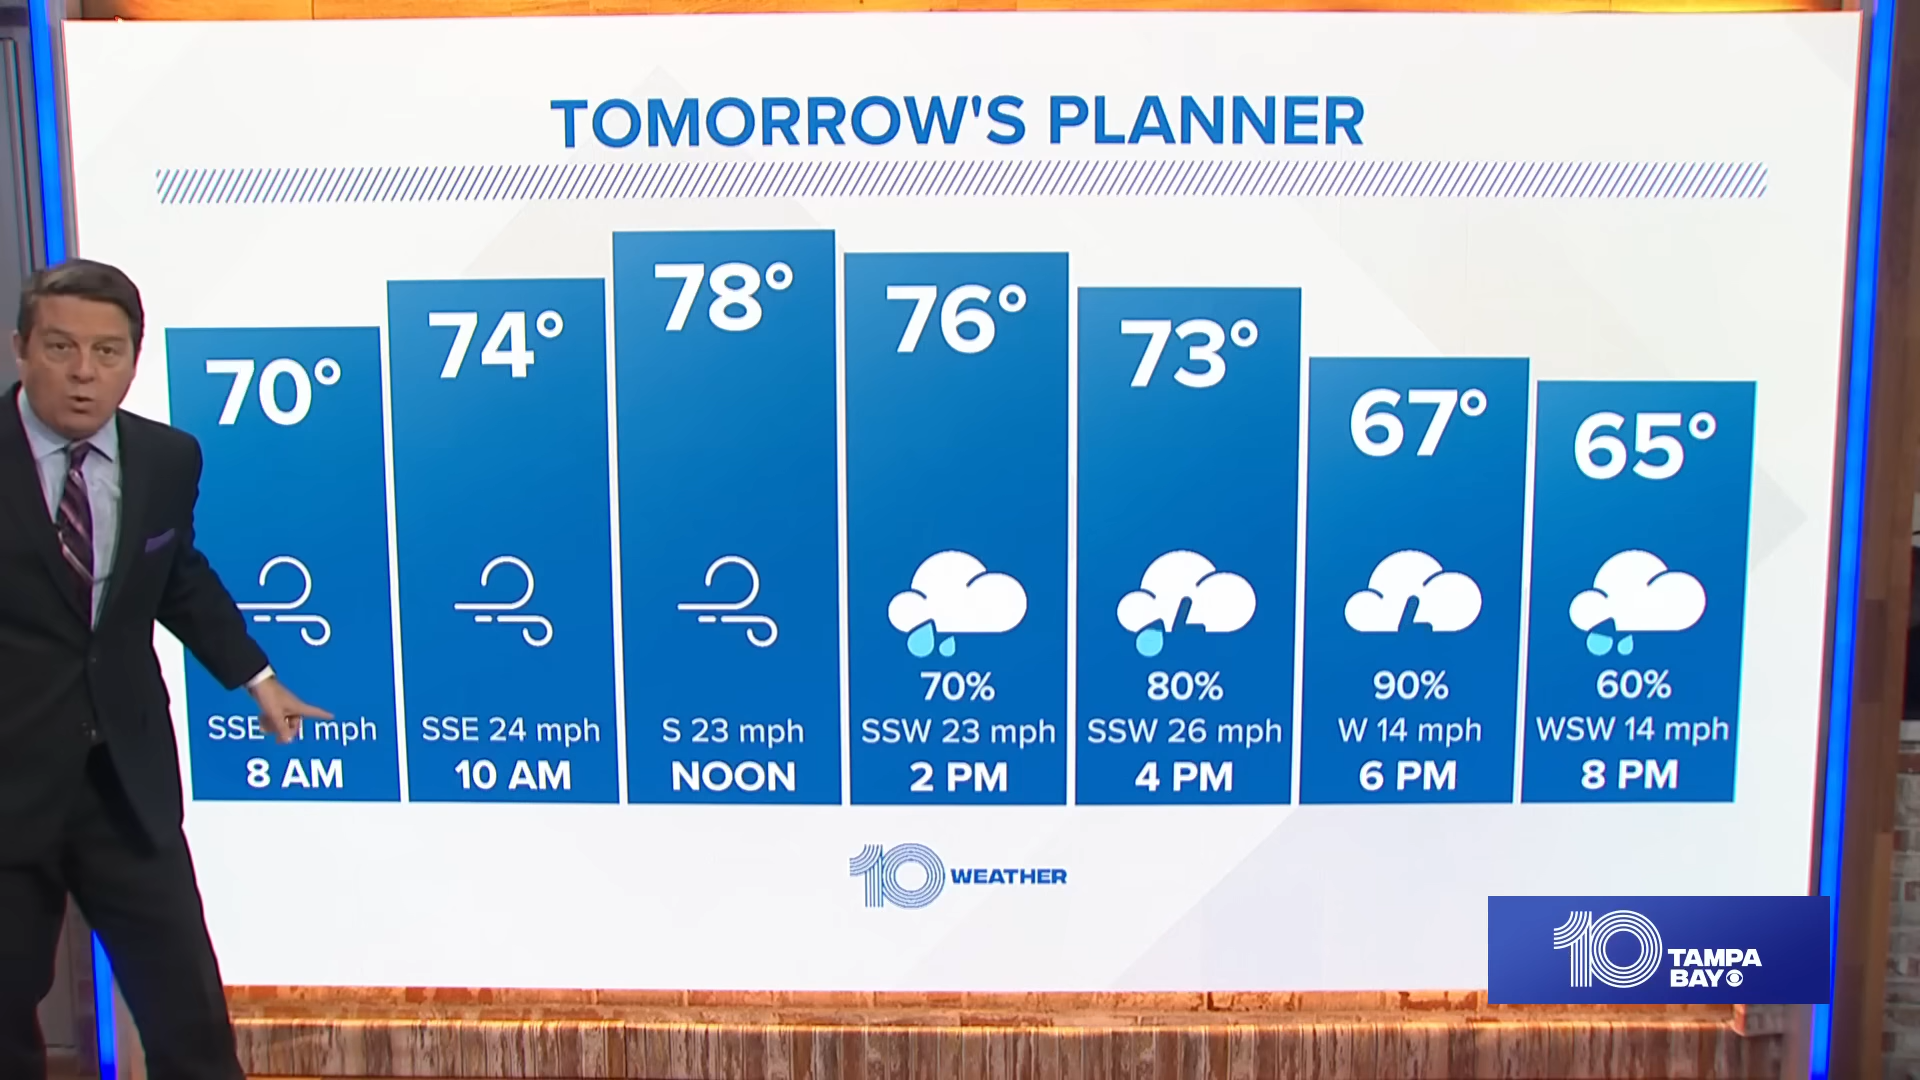 TOMORROW'S PLANNER
70° 74° 78° 76° 73° 67° 65°
70% 80% 90% 60%
mph SSE 24 mph S 23 mph SSW 23 mph SSW 26 mph W 14 mph WSW 14 mph
8 AM 10 AM NOON 2 PM 4 PM 6 PM 8 PM
10 WEATHER
10 TAMPA
BAY